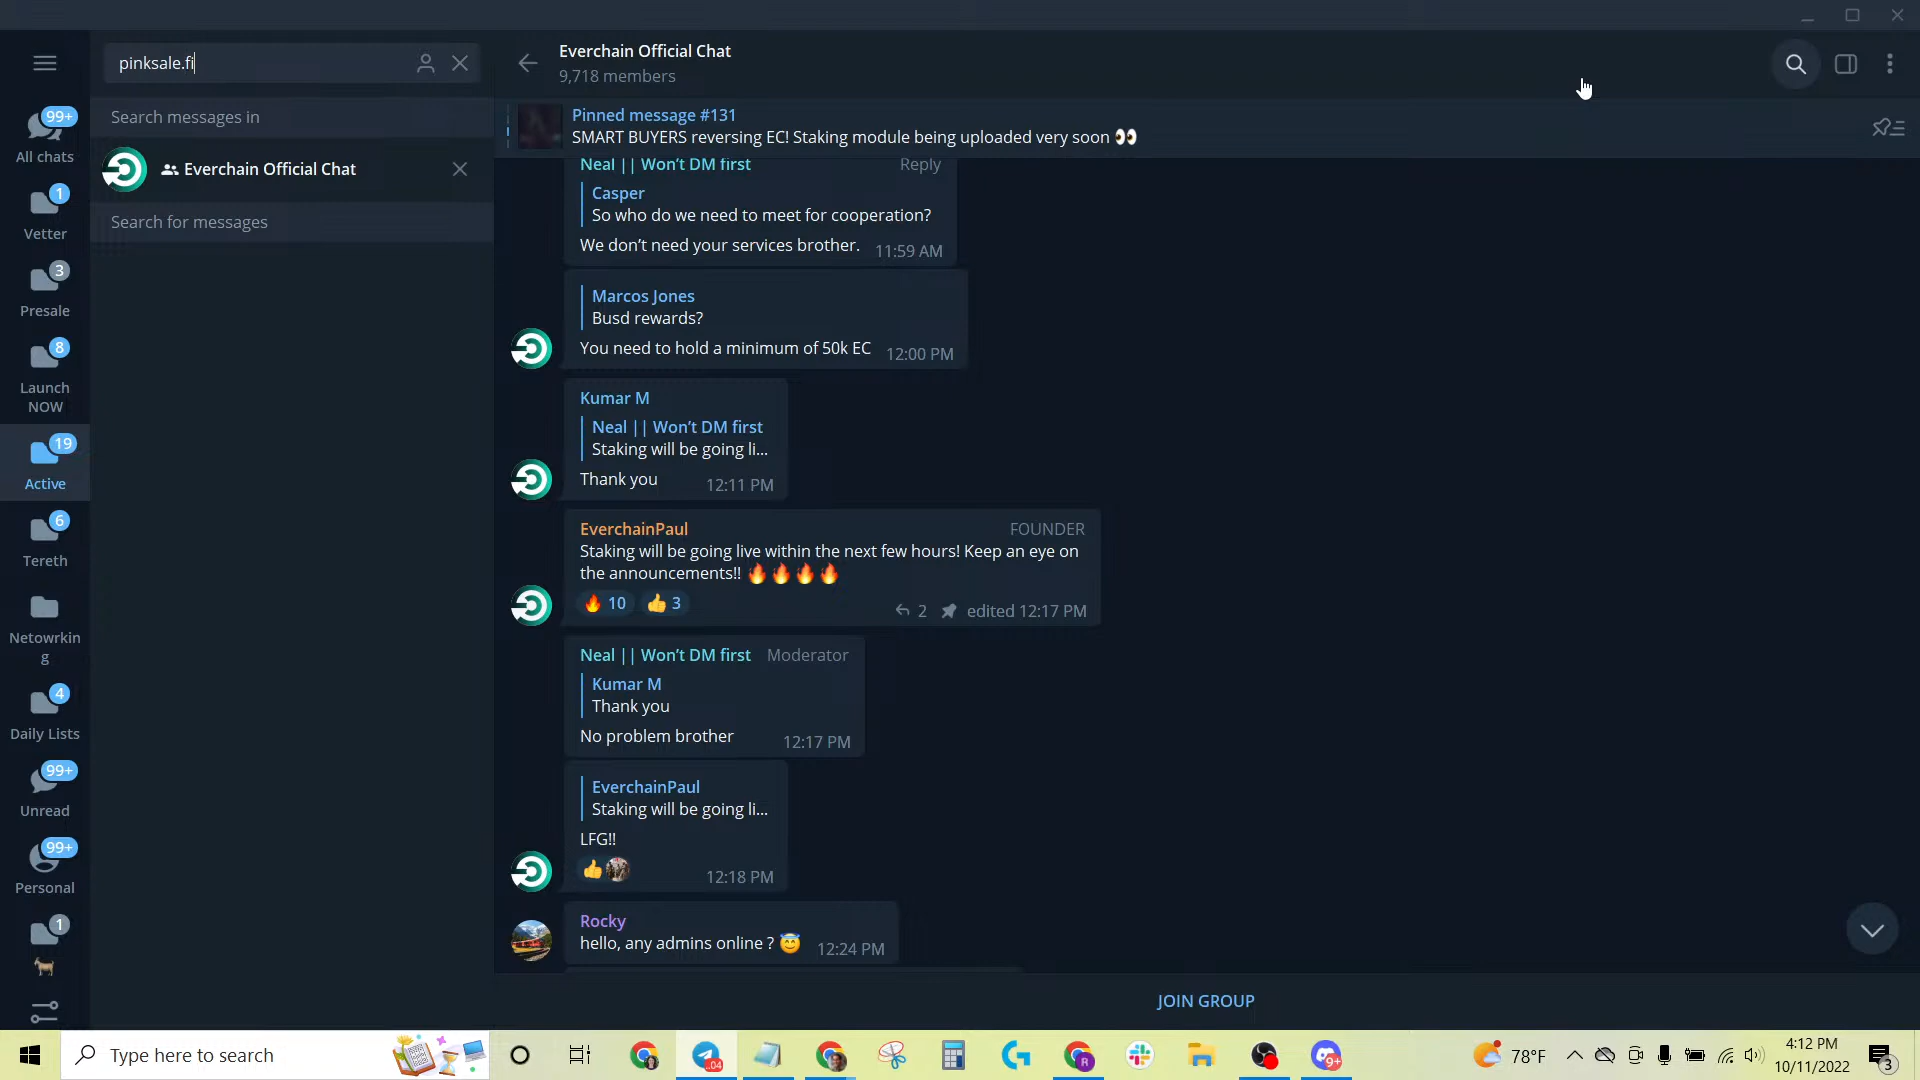 pinksale.fi
Search messages in
Everchain Official Chat
Search for messages
99+
All chats
1
Vetter
3
Presale
8
Launch
NOW
19
Active
6
Tereth
Netowrkin
g
4
Daily Lists
99+
Unread
99+
Personal
1
Everchain Official Chat
9,718 members
Pinned message #131
SMART BUYERS reversing EC! Staking module being uploaded very soon 👀
Neal || Won't DM first Reply
Casper
So who do we need to meet for cooperation?
We don't need your services brother. 11:59 AM
Marcos Jones
Busd rewards?
You need to hold a minimum of 50k EC 12:00 PM
Kumar M
Neal || Won't DM first
Staking will be going li...
Thank you 12:11 PM
EverchainPaul FOUNDER
Staking will be going live within the next few hours! Keep an eye on
the announcements!! 🔥🔥🔥🔥
🔥 10 👍 3
2 edited 12:17 PM
Neal || Won't DM first Moderator
Kumar M
Thank you
No problem brother 12:17 PM
EverchainPaul
Staking will be going li...
LFG!!
👍 12:18 PM
Rocky
hello, any admins online ? 😇 12:24 PM
JOIN GROUP
Type here to search
.04
R
9+
78°F
4:12 PM
10/11/2022
3